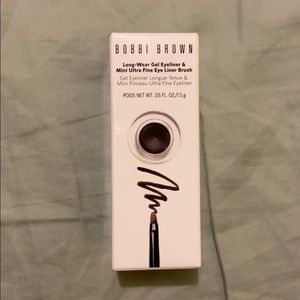 BOBBI BROWN
Long-Wear Gel Eyeliner &
Mini Ultra Fine Eye Liner Brush
Gel Eyeliner Longue-Tenue &
Mini Pinceau Ultra Fine Eyeliner
POIDS NET WT. .05 FL. OZ./1.5 g